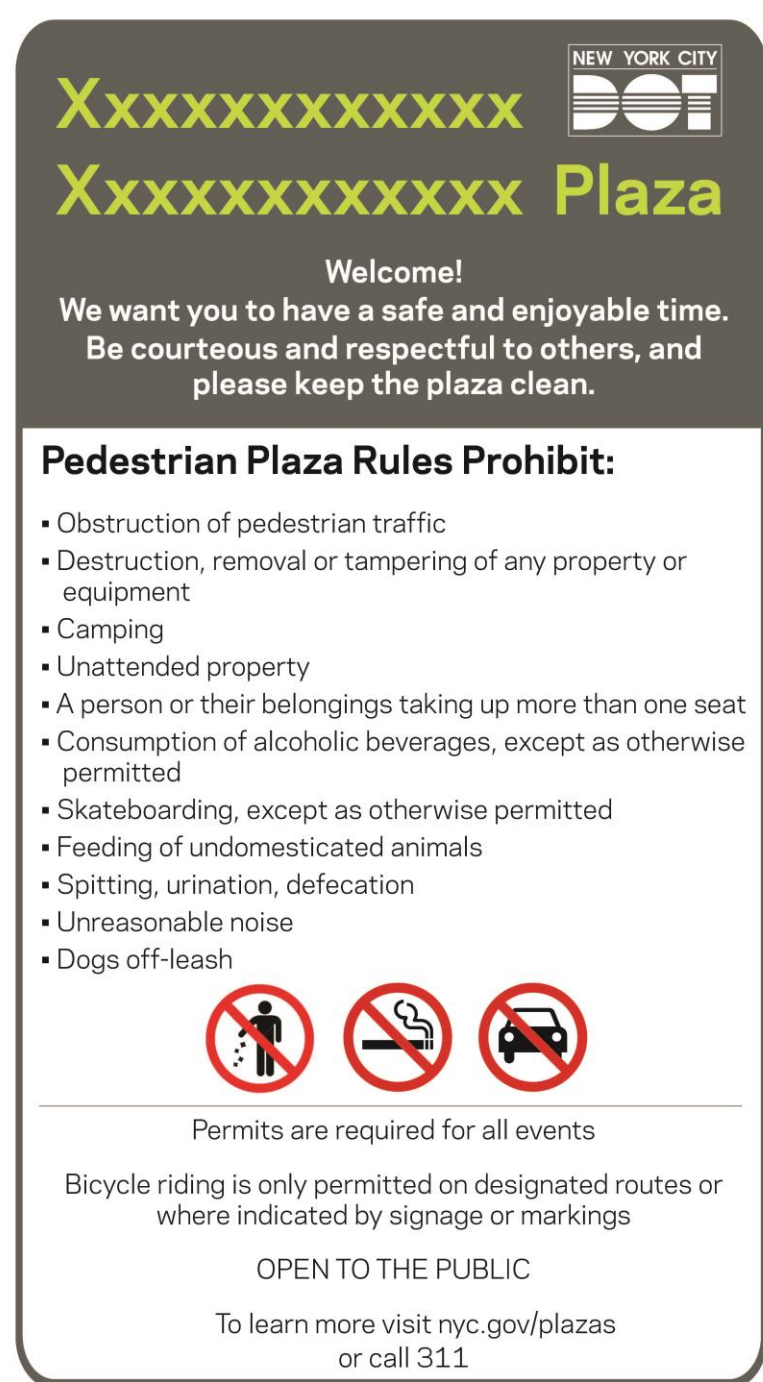 NEW YORK CITY
DOT
Xxxxxxxxxxxxx
Xxxxxxxxxxxxx Plaza
Welcome!
We want you to have a safe and enjoyable time.
Be courteous and respectful to others, and
please keep the plaza clean.
Pedestrian Plaza Rules Prohibit:
▪ Obstruction of pedestrian traffic
▪ Destruction, removal or tampering of any property or
equipment
▪ Camping
▪ Unattended property
▪ A person or their belongings taking up more than one seat
▪ Consumption of alcoholic beverages, except as otherwise
permitted
▪ Skateboarding, except as otherwise permitted
▪ Feeding of undomesticated animals
▪ Spitting, urination, defecation
▪ Unreasonable noise
▪ Dogs off-leash
Permits are required for all events
Bicycle riding is only permitted on designated routes or
where indicated by signage or markings
OPEN TO THE PUBLIC
To learn more visit nyc.gov/plazas
or call 311